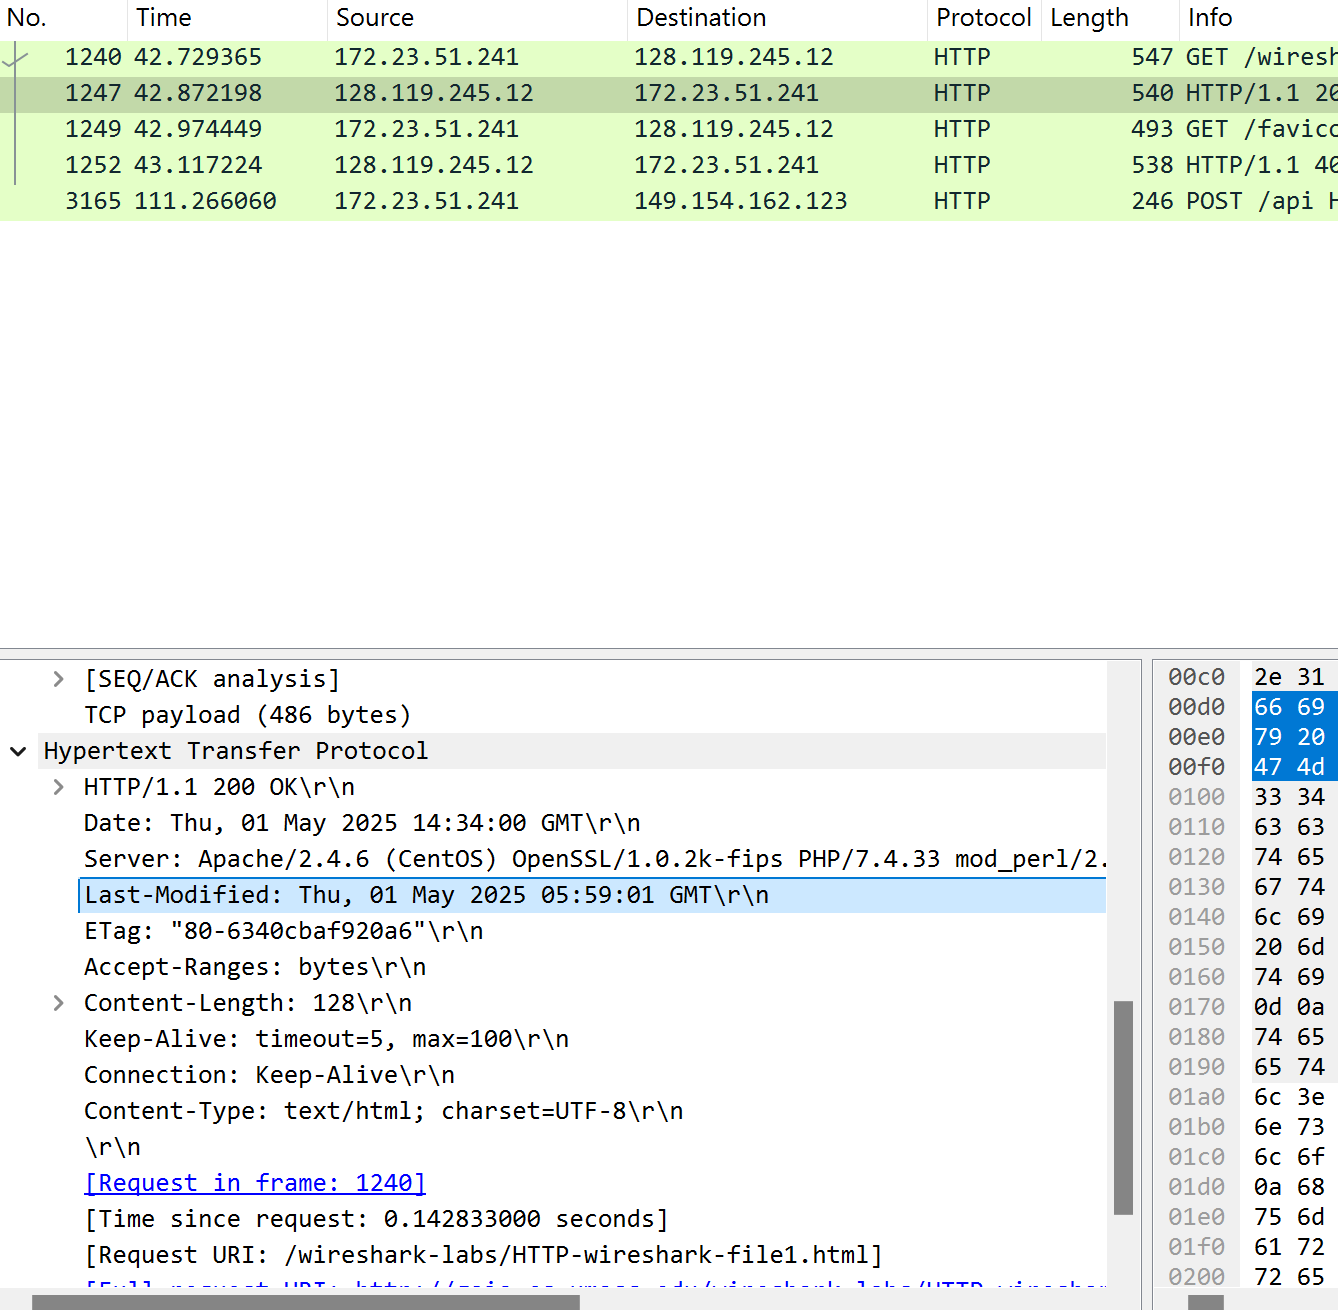 No. Time Source Destination Protocol Length Info
1240 42.729365 172.23.51.241 128.119.245.12 HTTP 547 GET /wiresh
1247 42.872198 128.119.245.12 172.23.51.241 HTTP 540 HTTP/1.1 20
1249 42.974449 172.23.51.241 128.119.245.12 HTTP 493 GET /favico
1252 43.117224 128.119.245.12 172.23.51.241 HTTP 538 HTTP/1.1 40
3165 111.266060 172.23.51.241 149.154.162.123 HTTP 246 POST /api H
[SEQ/ACK analysis]
TCP payload (486 bytes)
Hypertext Transfer Protocol
HTTP/1.1 200 OK\r\n
Date: Thu, 01 May 2025 14:34:00 GMT\r\n
Server: Apache/2.4.6 (CentOS) OpenSSL/1.0.2k-fips PHP/7.4.33 mod_perl/2.
Last-Modified: Thu, 01 May 2025 05:59:01 GMT\r\n
ETag: "80-6340cbaf920a6"\r\n
Accept-Ranges: bytes\r\n
Content-Length: 128\r\n
Keep-Alive: timeout=5, max=100\r\n
Connection: Keep-Alive\r\n
Content-Type: text/html; charset=UTF-8\r\n
\r\n
[Request in frame: 1240]
[Time since request: 0.142833000 seconds]
[Request URI: /wireshark-labs/HTTP-wireshark-file1.html]
00c0 2e 31
00d0 66 69
00e0 79 20
00f0 47 4d
0100 33 34
0110 63 63
0120 74 65
0130 67 74
0140 6c 69
0150 20 6d
0160 74 69
0170 0d 0a
0180 74 65
0190 65 74
01a0 6c 3e
01b0 6e 73
01c0 6c 6f
01d0 0a 68
01e0 75 6d
01f0 61 72
0200 72 65